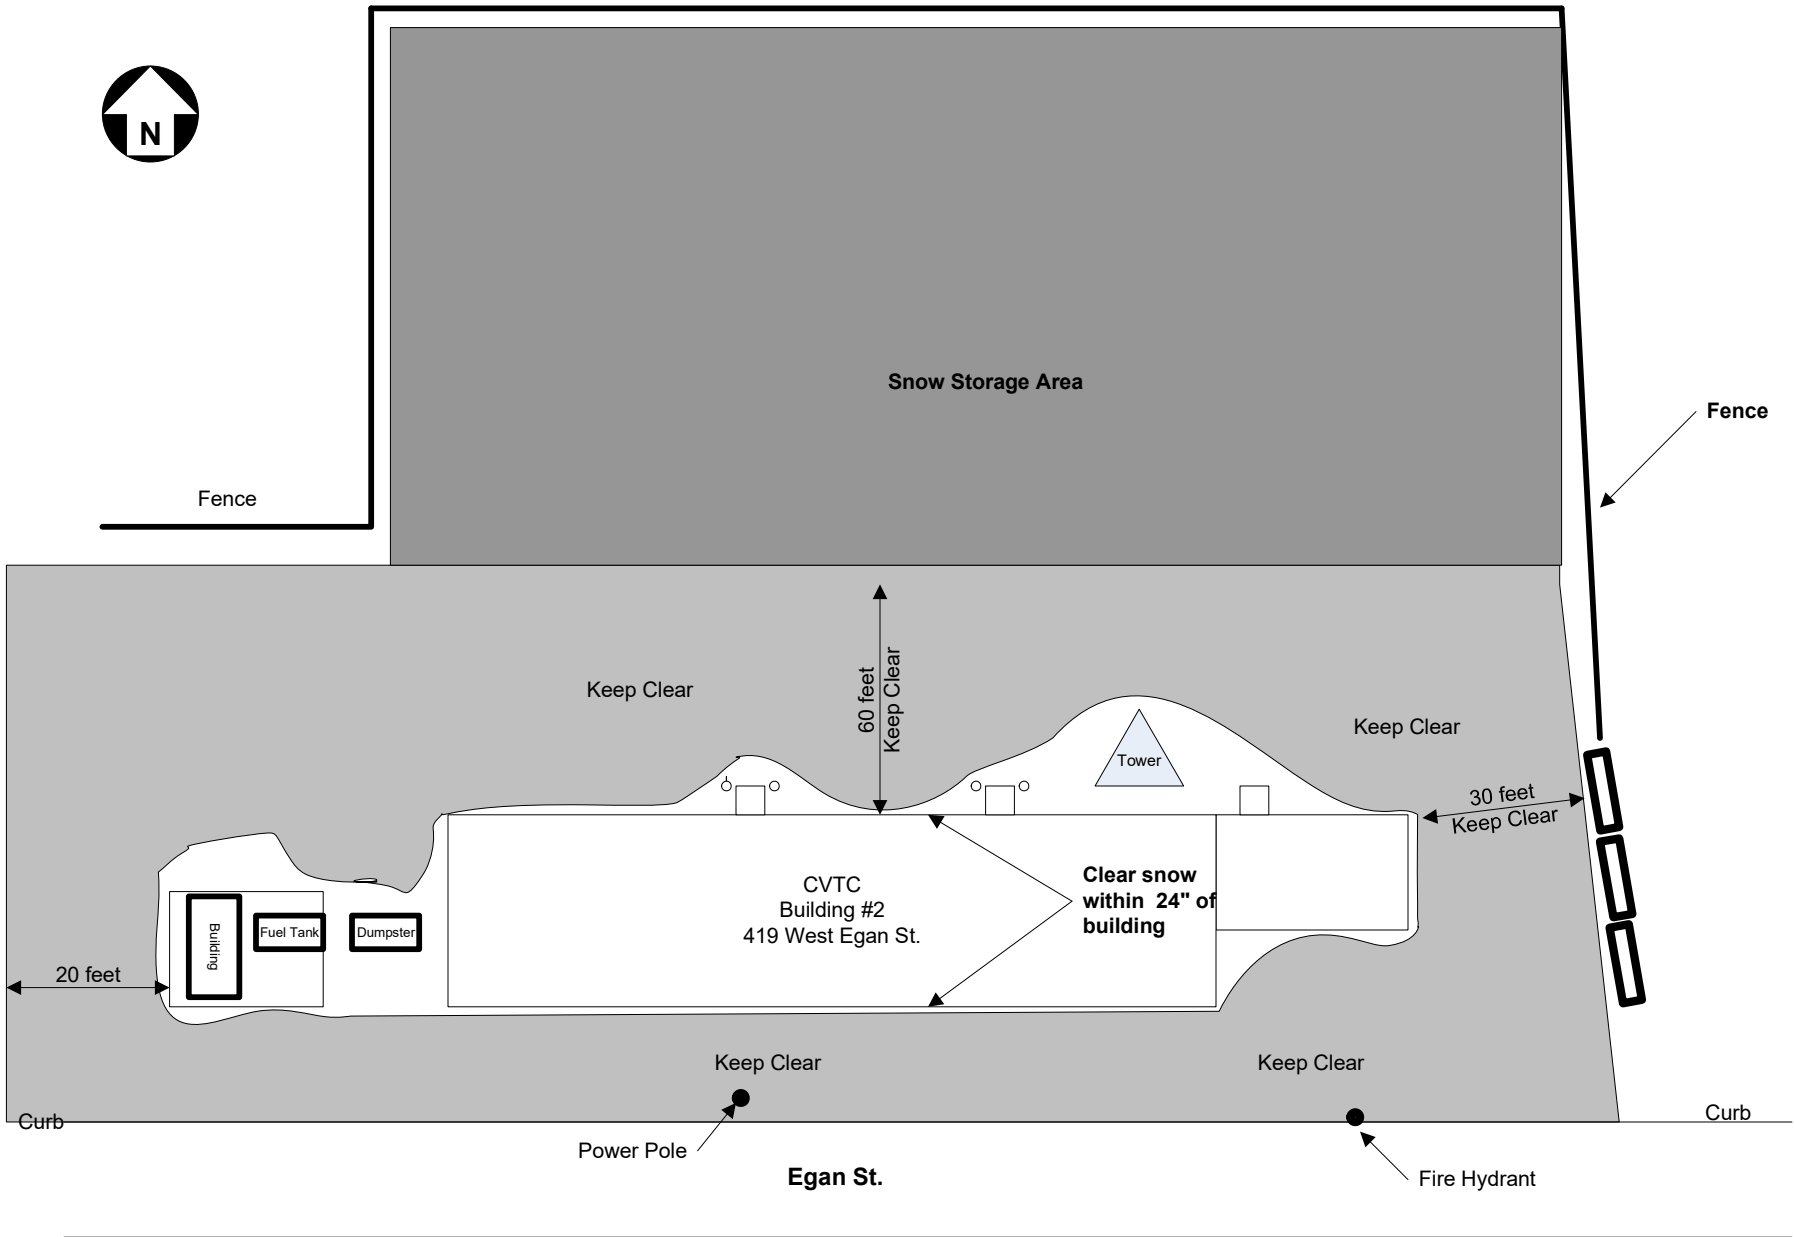 N
Snow Storage Area
Fence
Fence
60 feet
Keep Clear
Keep Clear
Keep Clear
Tower
30 feet
Keep Clear
CVTC
Building #2
419 West Egan St.
Clear snow
within 24" of
building
Building
Fuel Tank
Dumpster
20 feet
Keep Clear
Keep Clear
Curb
Curb
Power Pole
Egan St.
Fire Hydrant